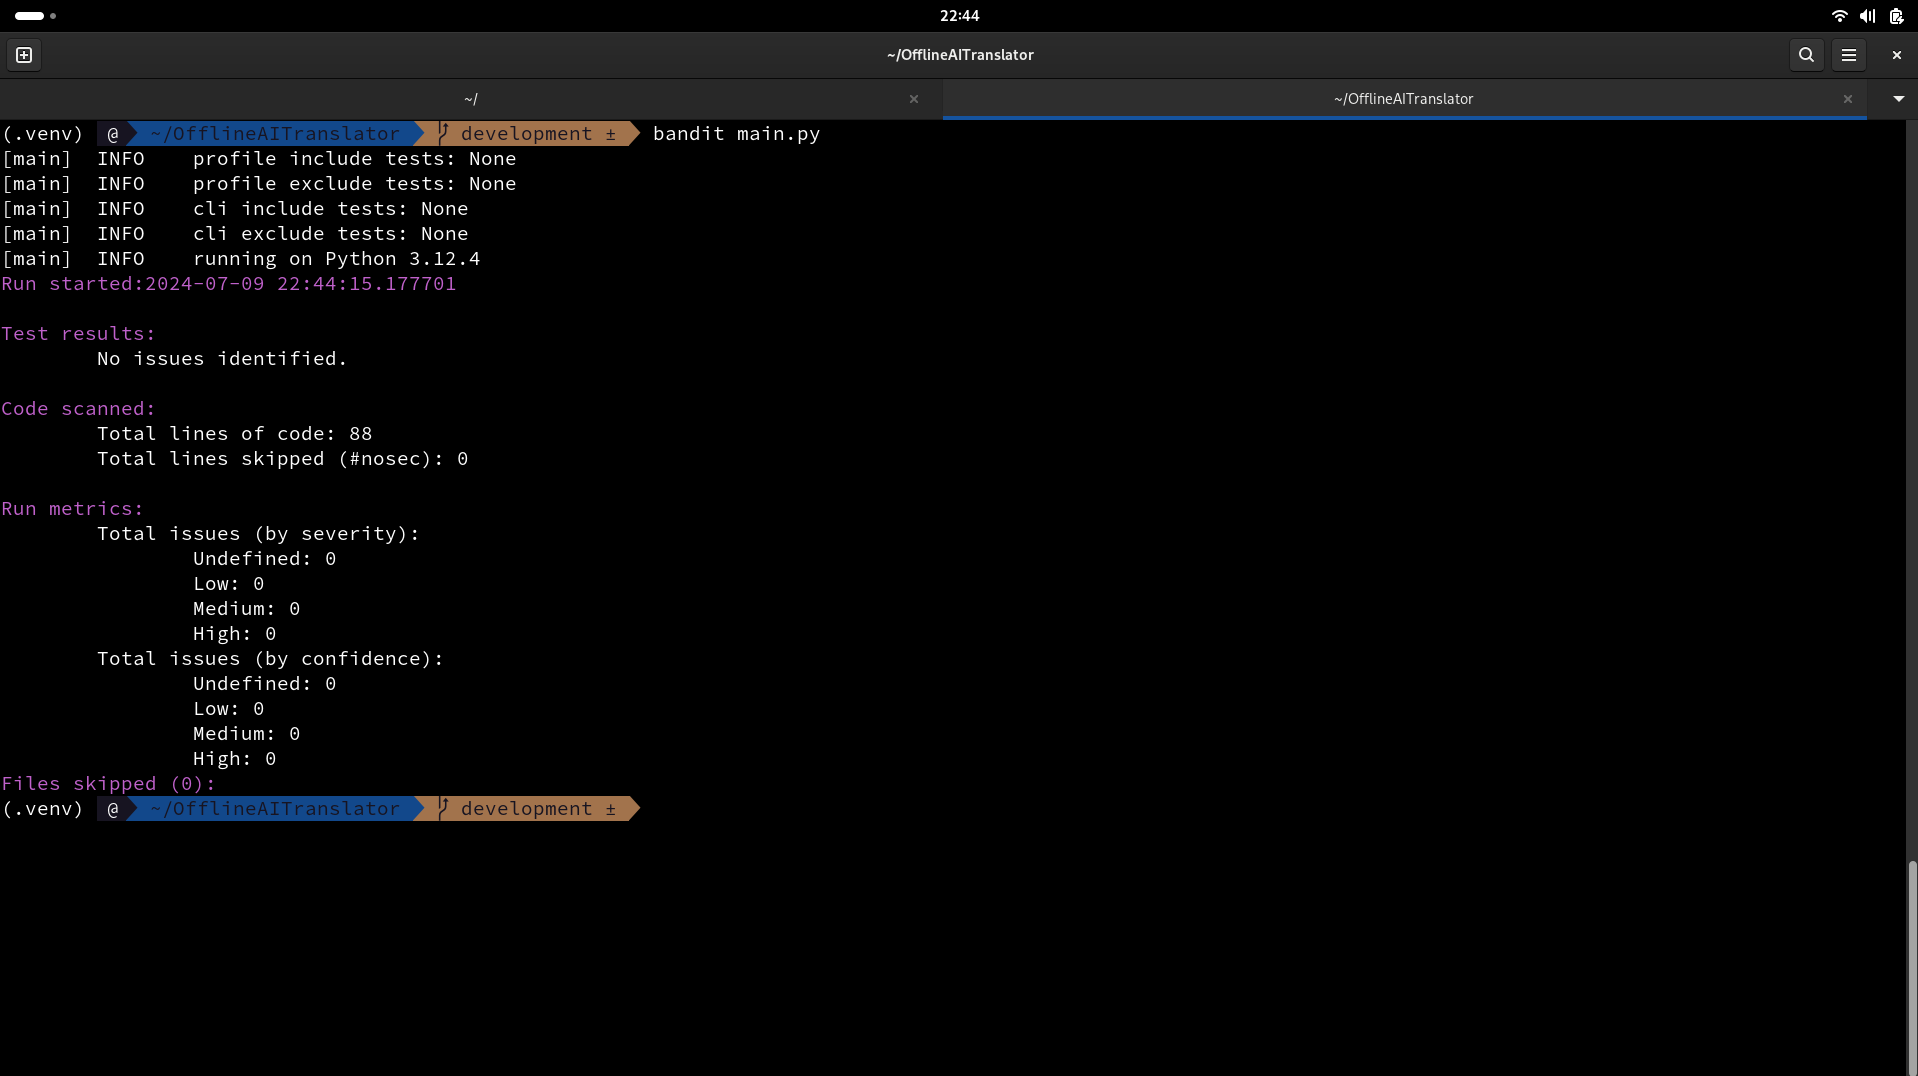 22:44
~/OfflineAITranslator
~/
~/OfflineAITranslator
(.venv) @ ~/OfflineAITranslator development ± bandit main.py
[main]  INFO    profile include tests: None
[main]  INFO    profile exclude tests: None
[main]  INFO    cli include tests: None
[main]  INFO    cli exclude tests: None
[main]  INFO    running on Python 3.12.4
Run started:2024-07-09 22:44:15.177701
Test results:
No issues identified.
Code scanned:
Total lines of code: 88
Total lines skipped (#nosec): 0
Run metrics:
Total issues (by severity):
Undefined: 0
Low: 0
Medium: 0
High: 0
Total issues (by confidence):
Undefined: 0
Low: 0
Medium: 0
High: 0
Files skipped (0):
(.venv) @ ~/OfflineAITranslator development ±